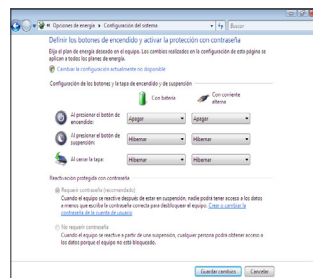 « Opciones de energía ▸ Configuración del sistema
Buscar
Definir los botones de encendido y activar la protección con contraseña
Elija el plan de energía deseado en el equipo. Los cambios realizados en la configuración de esta página se
aplican a todos los planes de energía.
Cambiar la configuración actualmente no disponible
Configuración de los botones y la tapa de encendido y de suspensión
Con batería
Con corriente
alterna
Al presionar el botón de
encendido:
Apagar
Apagar
Al presionar el botón de
suspensión:
Hibernar
Hibernar
Al cerrar la tapa:
Hibernar
Hibernar
Reactivación protegida con contraseña
Requerir contraseña (recomendado)
Cuando el equipo se reactive después de estar en suspensión, nadie podrá tener acceso a los datos
a menos que escriba la contraseña correcta para desbloquear el equipo. Crear o cambiar la
contraseña de la cuenta de usuario
No requerir contraseña
Cuando el equipo se reactive a partir de una suspensión, cualquier persona podrá obtener acceso a
los datos porque el equipo no está bloqueado.
Guardar cambios
Cancelar